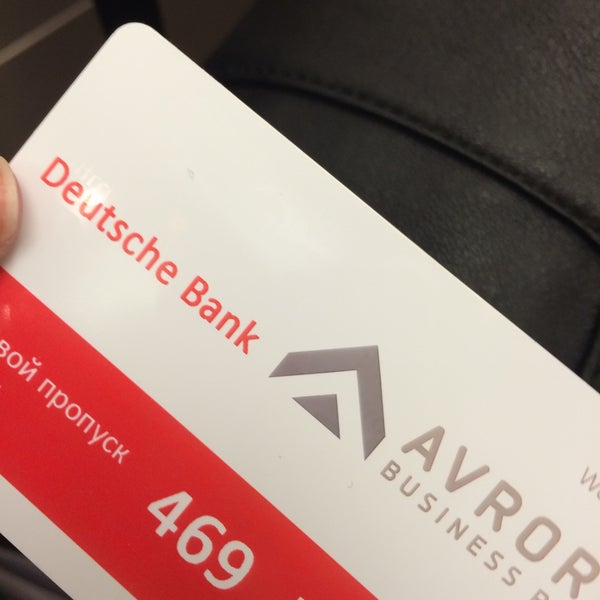 Deutsche Bank
AVROR
BUSINESS
вой пропуск
469